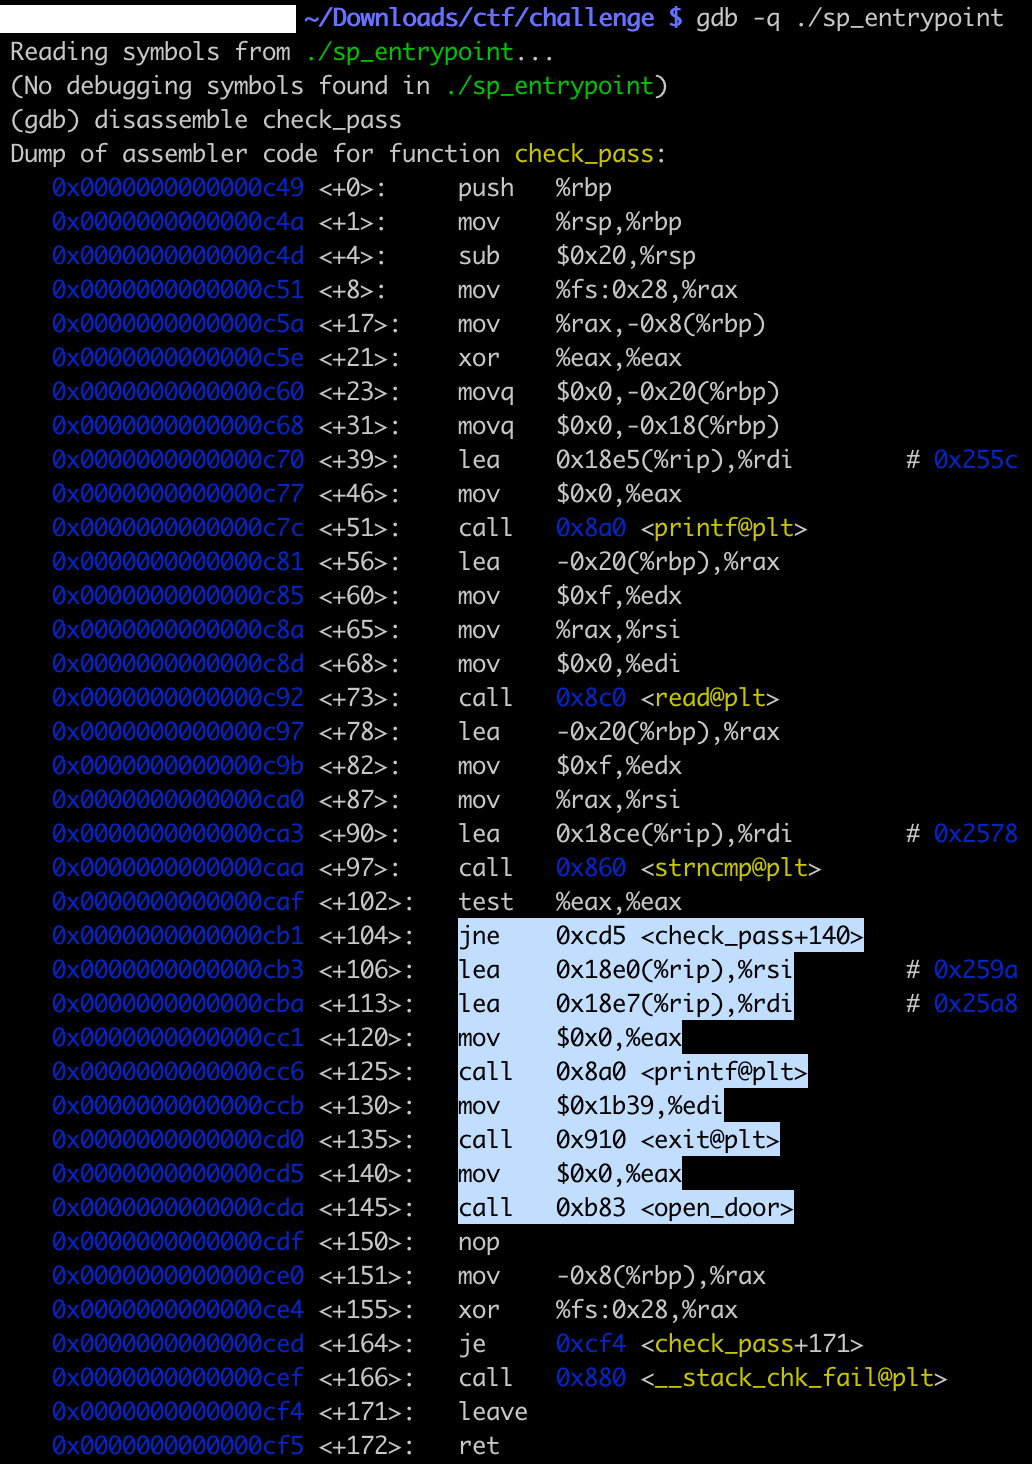 ~/Downloads/ctf/challenge $ gdb -q ./sp_entrypoint
Reading symbols from ./sp_entrypoint...
(No debugging symbols found in ./sp_entrypoint)
(gdb) disassemble check_pass
Dump of assembler code for function check_pass:
   0x0000000000000c49 <+0>:     push   %rbp
   0x0000000000000c4a <+1>:     mov    %rsp,%rbp
   0x0000000000000c4d <+4>:     sub    $0x20,%rsp
   0x0000000000000c51 <+8>:     mov    %fs:0x28,%rax
   0x0000000000000c5a <+17>:    mov    %rax,-0x8(%rbp)
   0x0000000000000c5e <+21>:    xor    %eax,%eax
   0x0000000000000c60 <+23>:    movq   $0x0,-0x20(%rbp)
   0x0000000000000c68 <+31>:    movq   $0x0,-0x18(%rbp)
   0x0000000000000c70 <+39>:    lea    0x18e5(%rip),%rdi        # 0x255c
   0x0000000000000c77 <+46>:    mov    $0x0,%eax
   0x0000000000000c7c <+51>:    call   0x8a0 <printf@plt>
   0x0000000000000c81 <+56>:    lea    -0x20(%rbp),%rax
   0x0000000000000c85 <+60>:    mov    $0xf,%edx
   0x0000000000000c8a <+65>:    mov    %rax,%rsi
   0x0000000000000c8d <+68>:    mov    $0x0,%edi
   0x0000000000000c92 <+73>:    call   0x8c0 <read@plt>
   0x0000000000000c97 <+78>:    lea    -0x20(%rbp),%rax
   0x0000000000000c9b <+82>:    mov    $0xf,%edx
   0x0000000000000ca0 <+87>:    mov    %rax,%rsi
   0x0000000000000ca3 <+90>:    lea    0x18ce(%rip),%rdi        # 0x2578
   0x0000000000000caa <+97>:    call   0x860 <strncmp@plt>
   0x0000000000000caf <+102>:   test   %eax,%eax
   0x0000000000000cb1 <+104>:   jne    0xcd5 <check_pass+140>
   0x0000000000000cb3 <+106>:   lea    0x18e0(%rip),%rsi        # 0x259a
   0x0000000000000cba <+113>:   lea    0x18e7(%rip),%rdi        # 0x25a8
   0x0000000000000cc1 <+120>:   mov    $0x0,%eax
   0x0000000000000cc6 <+125>:   call   0x8a0 <printf@plt>
   0x0000000000000ccb <+130>:   mov    $0x1b39,%edi
   0x0000000000000cd0 <+135>:   call   0x910 <exit@plt>
   0x0000000000000cd5 <+140>:   mov    $0x0,%eax
   0x0000000000000cda <+145>:   call   0xb83 <open_door>
   0x0000000000000cdf <+150>:   nop
   0x0000000000000ce0 <+151>:   mov    -0x8(%rbp),%rax
   0x0000000000000ce4 <+155>:   xor    %fs:0x28,%rax
   0x0000000000000ced <+164>:   je     0xcf4 <check_pass+171>
   0x0000000000000cef <+166>:   call   0x880 <__stack_chk_fail@plt>
   0x0000000000000cf4 <+171>:   leave
   0x0000000000000cf5 <+172>:   ret